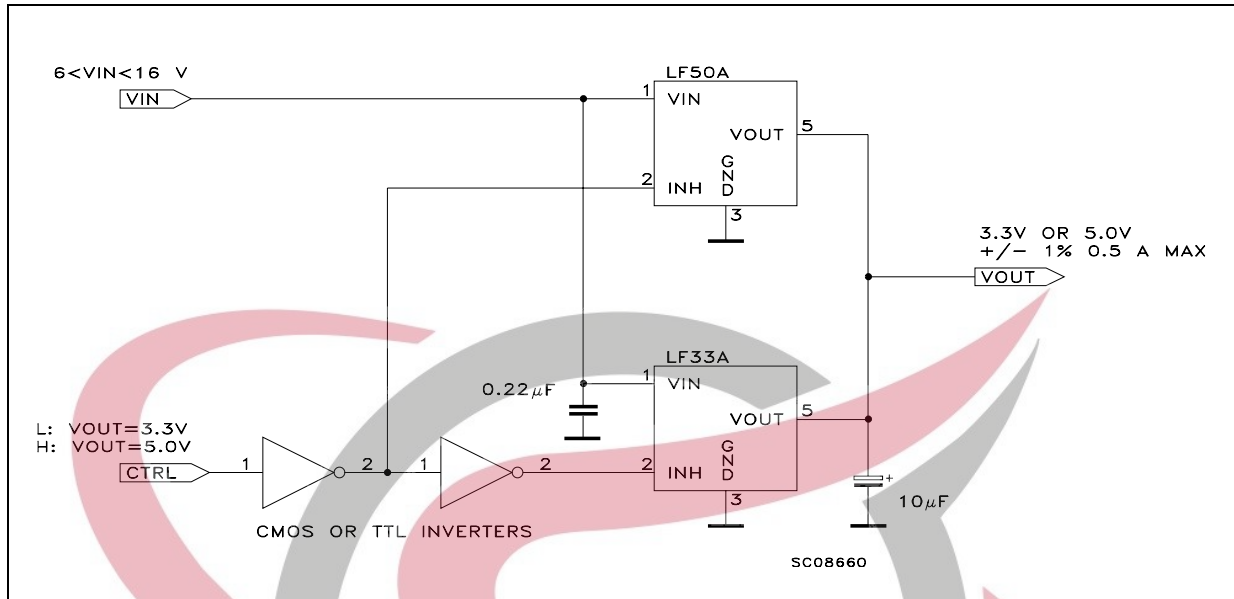 6<VIN<16 V
VIN
LF50A
1
VIN
VOUT
5
2
INH
GND
3
3.3V OR 5.0V
+/- 1% 0.5 A MAX
VOUT
LF33A
1
VIN
0.22µF
VOUT
5
L: VOUT=3.3V
H: VOUT=5.0V
CTRL
1
2
1
2
2
INH
GND
3
+
10µF
CMOS OR TTL INVERTERS
SC08660